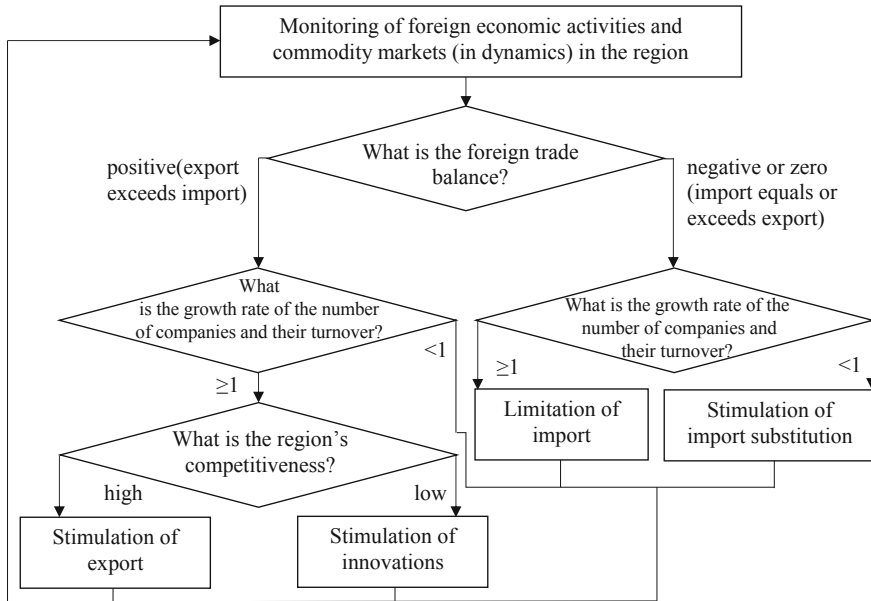 Monitoring of foreign economic activities and
commodity markets (in dynamics) in the region
What is the foreign trade
balance?
positive(export
exceeds import)
negative or zero
(import equals or
exceeds export)
What
is the growth rate of the number
of companies and their turnover?
What is the growth rate of the
number of companies and
their turnover?
<1
≥1
≥1
<1
What is the region's
competitiveness?
Limitation of
import
Stimulation of
import substitution
high
low
Stimulation of
export
Stimulation of
innovations